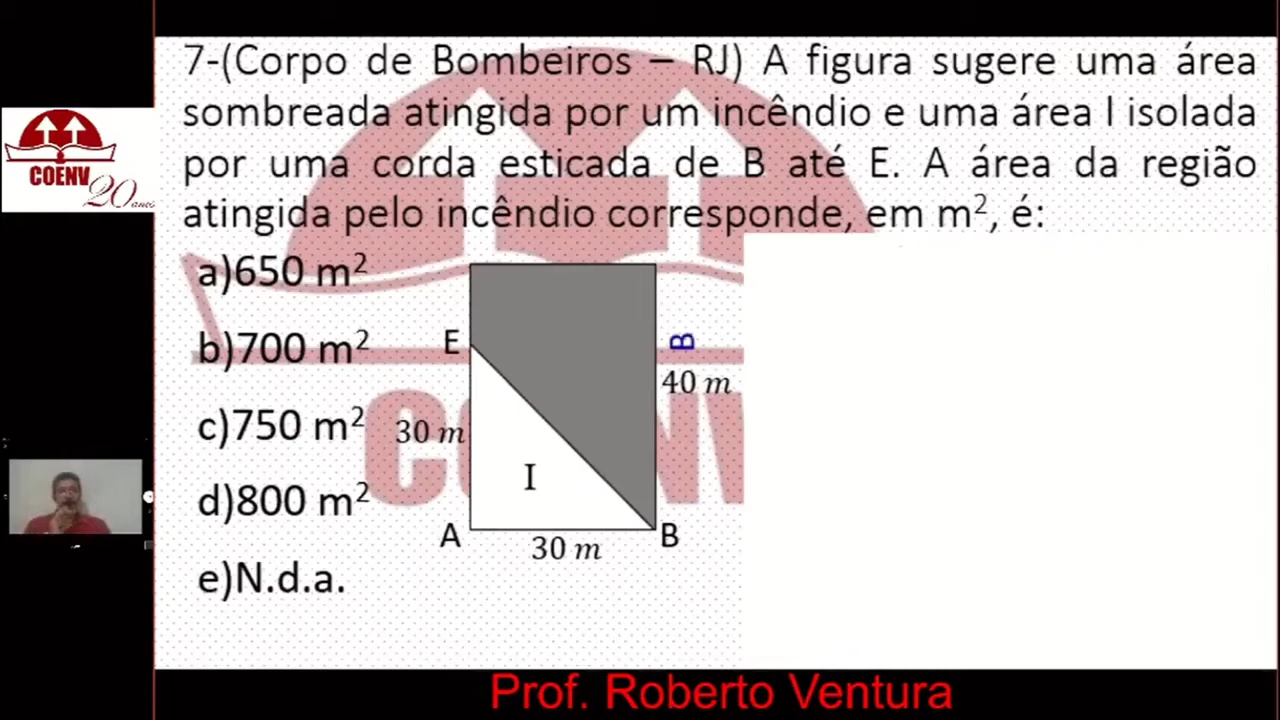 7-(Corpo de Bombeiros – RJ) A figura sugere uma área
sombreada atingida por um incêndio e uma área I isolada
por uma corda esticada de B até E. A área da região
atingida pelo incêndio corresponde, em m², é:
COENV
20 anos
a)650 m²
b)700 m²
c)750 m²
d)800 m²
e)N.d.a.
E
B
40 m
30 m
I
A
B
30 m
Prof. Roberto Ventura